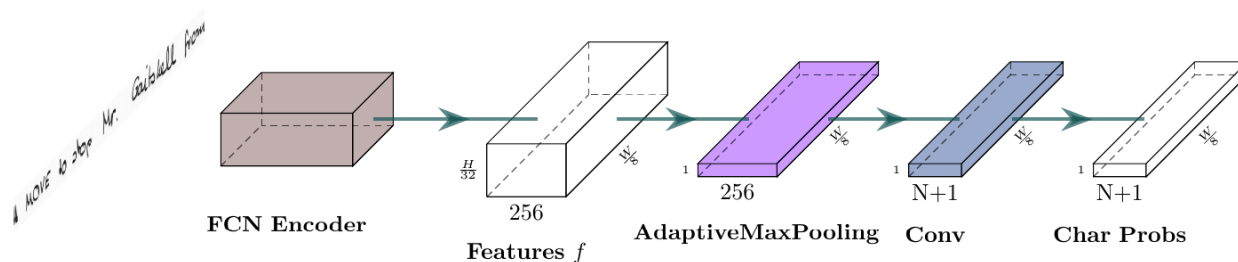 A MOVE to stop Mr. Gaitskell from
FCN Encoder
H/32
W/8
256
Features f
1
W/8
256
AdaptiveMaxPooling
1
W/8
N+1
Conv
1
W/8
N+1
Char Probs